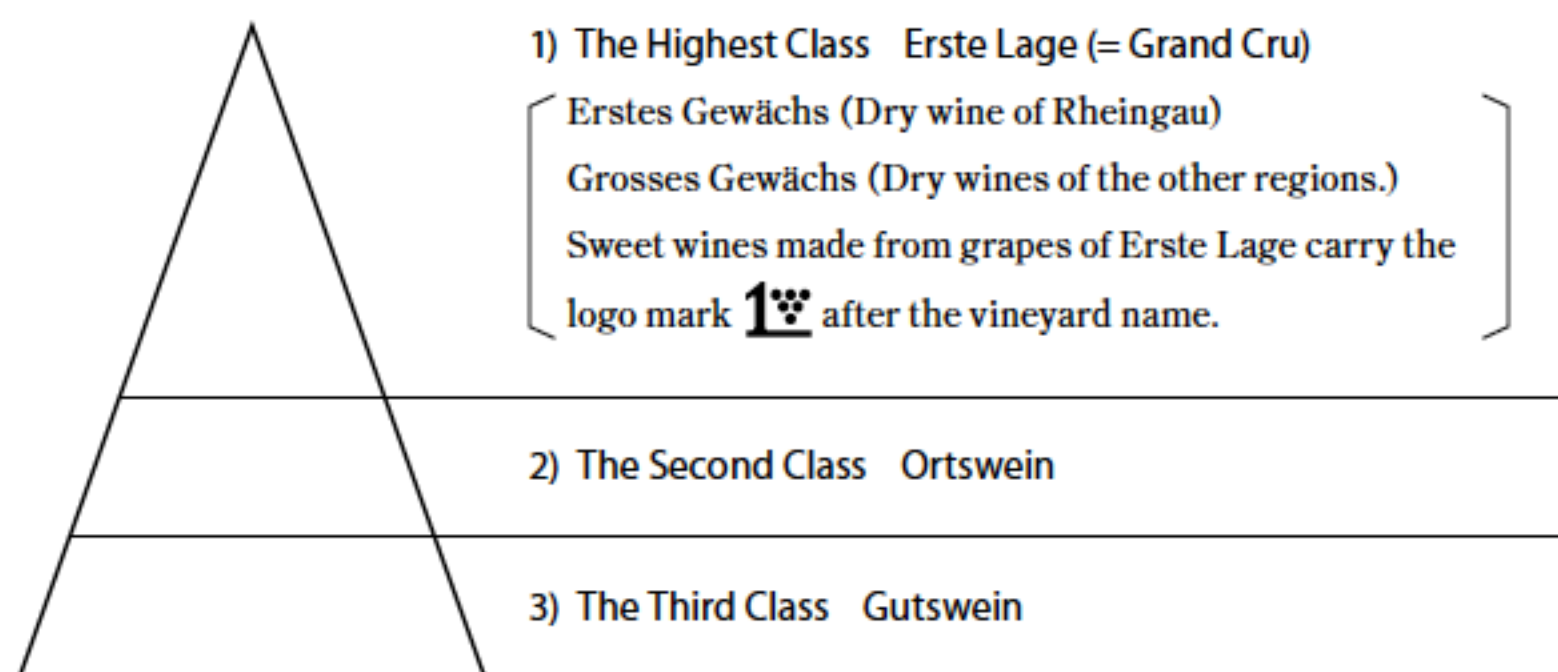 1) The Highest Class Erste Lage (= Grand Cru)
Erstes Gewächs (Dry wine of Rheingau)
Grosses Gewächs (Dry wines of the other regions.)
Sweet wines made from grapes of Erste Lage carry the
logo mark 1 after the vineyard name.
2) The Second Class Ortswein
3) The Third Class Gutswein